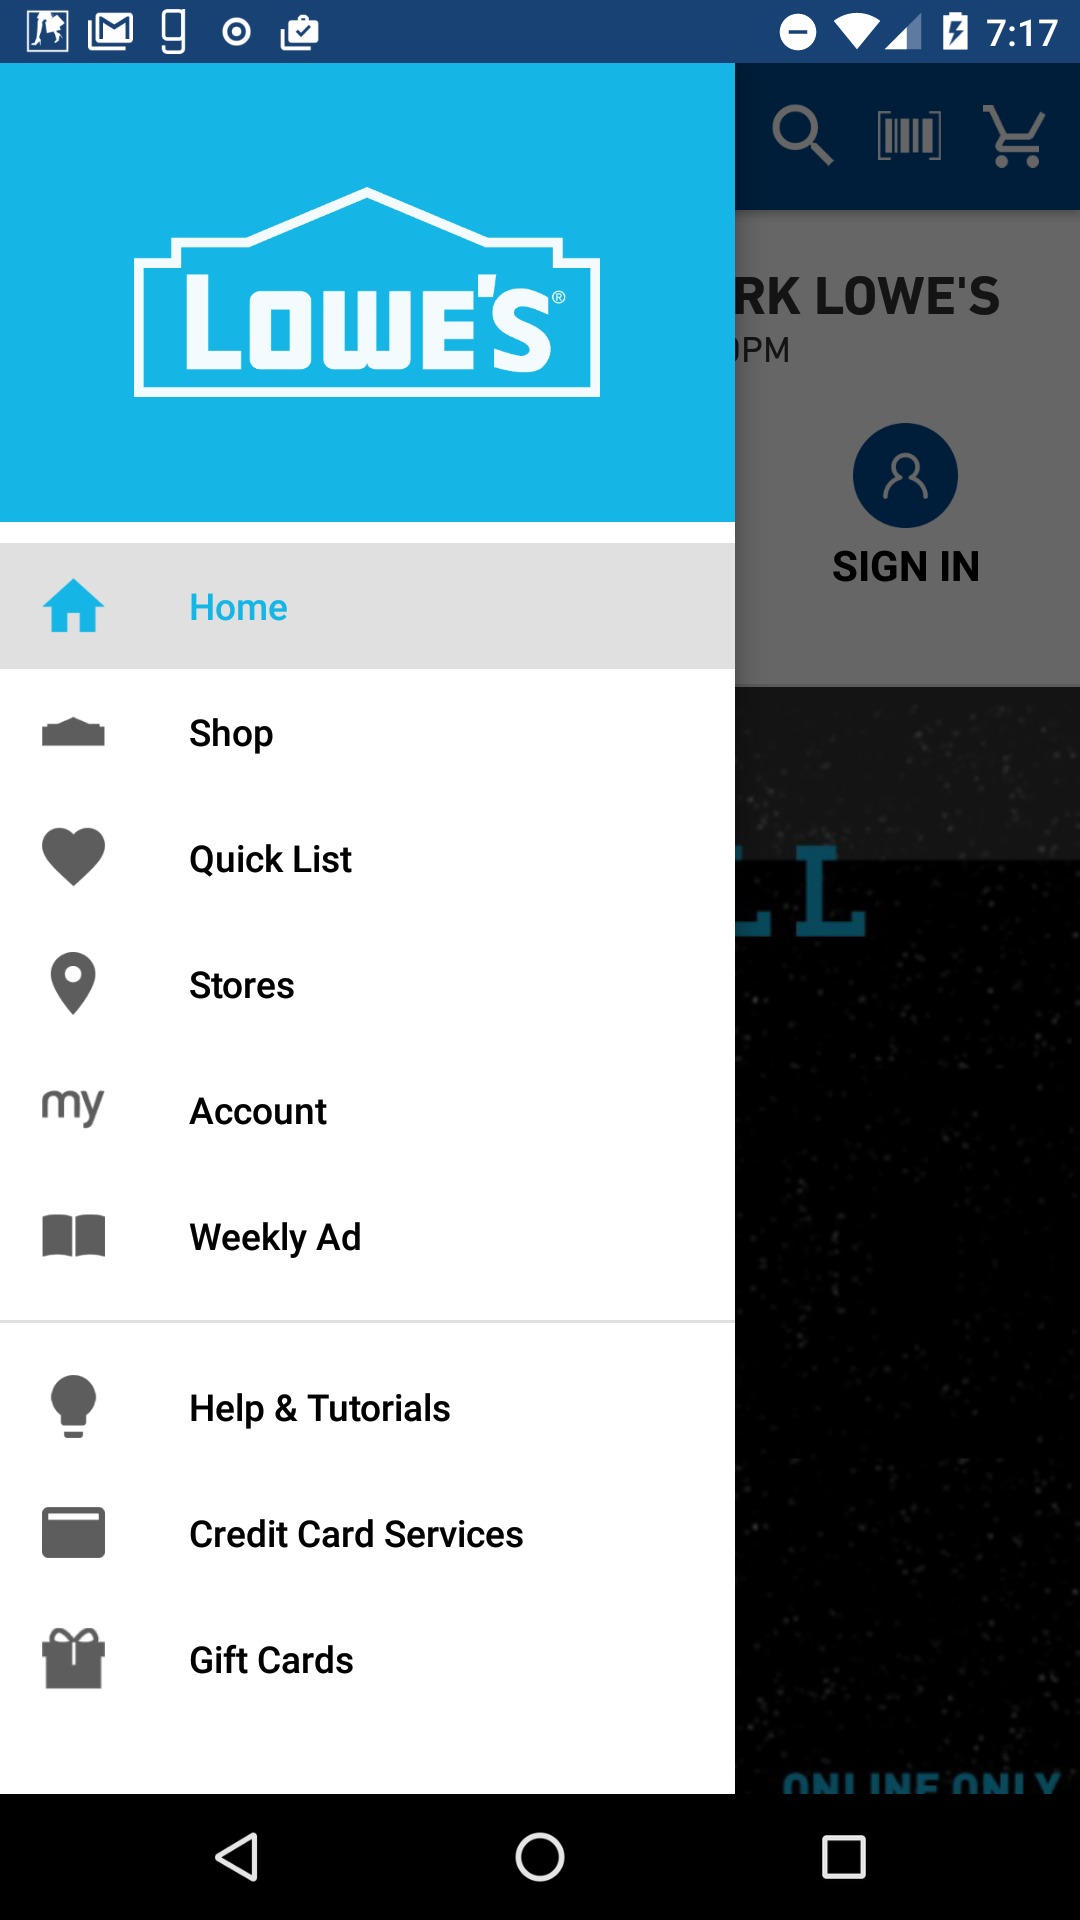 7:17
LOWE'S®
RK LOWE'S
PM
SIGN IN
Home
Shop
Quick List
Stores
my Account
Weekly Ad
Help & Tutorials
Credit Card Services
Gift Cards
ONLINE ONLY